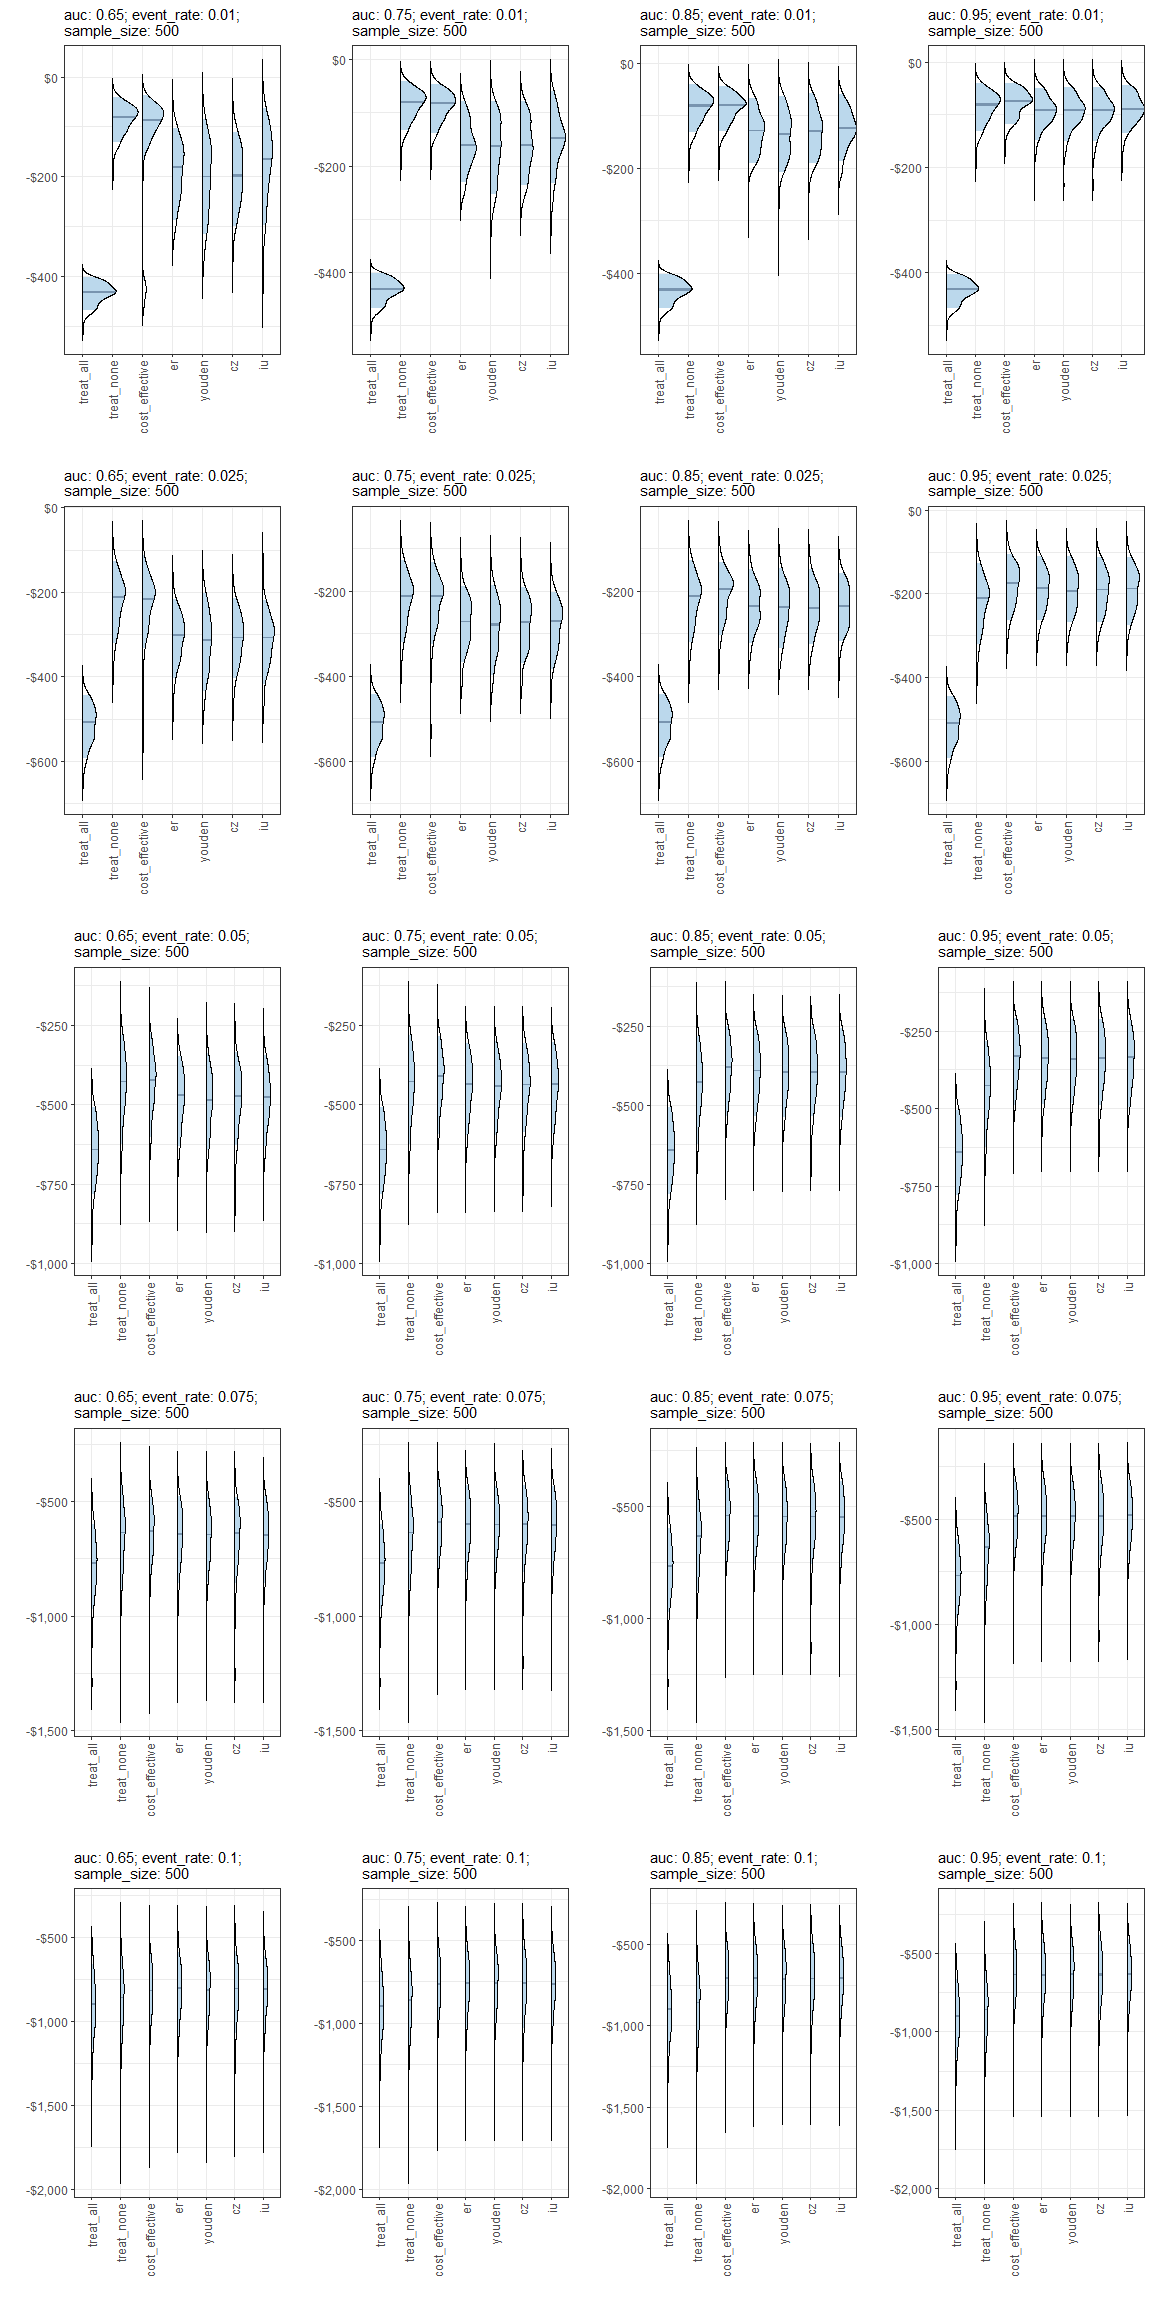 auc: 0.65; event_rate: 0.01;
sample_size: 500
$0
-$200
-$400
treat_all
treat_none
cost_effective
er
youden
cz
iu
auc: 0.75; event_rate: 0.01;
sample_size: 500
$0
-$200
-$400
treat_all
treat_none
cost_effective
er
youden
cz
iu
auc: 0.85; event_rate: 0.01;
sample_size: 500
$0
-$200
-$400
treat_all
treat_none
cost_effective
er
youden
cz
iu
auc: 0.95; event_rate: 0.01;
sample_size: 500
$0
-$200
-$400
treat_all
treat_none
cost_effective
er
youden
cz
iu
auc: 0.65; event_rate: 0.025;
sample_size: 500
$0
-$200
-$400
-$600
treat_all
treat_none
cost_effective
er
youden
cz
iu
auc: 0.75; event_rate: 0.025;
sample_size: 500
-$200
-$400
-$600
treat_all
treat_none
cost_effective
er
youden
cz
iu
auc: 0.85; event_rate: 0.025;
sample_size: 500
-$200
-$400
-$600
treat_all
treat_none
cost_effective
er
youden
cz
iu
auc: 0.95; event_rate: 0.025;
sample_size: 500
$0
-$200
-$400
-$600
treat_all
treat_none
cost_effective
er
youden
cz
iu
auc: 0.65; event_rate: 0.05;
sample_size: 500
-$250
-$500
-$750
-$1,000
treat_all
treat_none
cost_effective
er
youden
cz
iu
auc: 0.75; event_rate: 0.05;
sample_size: 500
-$250
-$500
-$750
-$1,000
treat_all
treat_none
cost_effective
er
youden
cz
iu
auc: 0.85; event_rate: 0.05;
sample_size: 500
-$250
-$500
-$750
-$1,000
treat_all
treat_none
cost_effective
er
youden
cz
iu
auc: 0.95; event_rate: 0.05;
sample_size: 500
-$250
-$500
-$750
-$1,000
treat_all
treat_none
cost_effective
er
youden
cz
iu
auc: 0.65; event_rate: 0.075;
sample_size: 500
-$500
-$1,000
-$1,500
treat_all
treat_none
cost_effective
er
youden
cz
iu
auc: 0.75; event_rate: 0.075;
sample_size: 500
-$500
-$1,000
-$1,500
treat_all
treat_none
cost_effective
er
youden
cz
iu
auc: 0.85; event_rate: 0.075;
sample_size: 500
-$500
-$1,000
-$1,500
treat_all
treat_none
cost_effective
er
youden
cz
iu
auc: 0.95; event_rate: 0.075;
sample_size: 500
-$500
-$1,000
-$1,500
treat_all
treat_none
cost_effective
er
youden
cz
iu
auc: 0.65; event_rate: 0.1;
sample_size: 500
-$500
-$1,000
-$1,500
-$2,000
treat_all
treat_none
cost_effective
er
youden
cz
iu
auc: 0.75; event_rate: 0.1;
sample_size: 500
-$500
-$1,000
-$1,500
-$2,000
treat_all
treat_none
cost_effective
er
youden
cz
iu
auc: 0.85; event_rate: 0.1;
sample_size: 500
-$500
-$1,000
-$1,500
-$2,000
treat_all
treat_none
cost_effective
er
youden
cz
iu
auc: 0.95; event_rate: 0.1;
sample_size: 500
-$500
-$1,000
-$1,500
-$2,000
treat_all
treat_none
cost_effective
er
youden
cz
iu